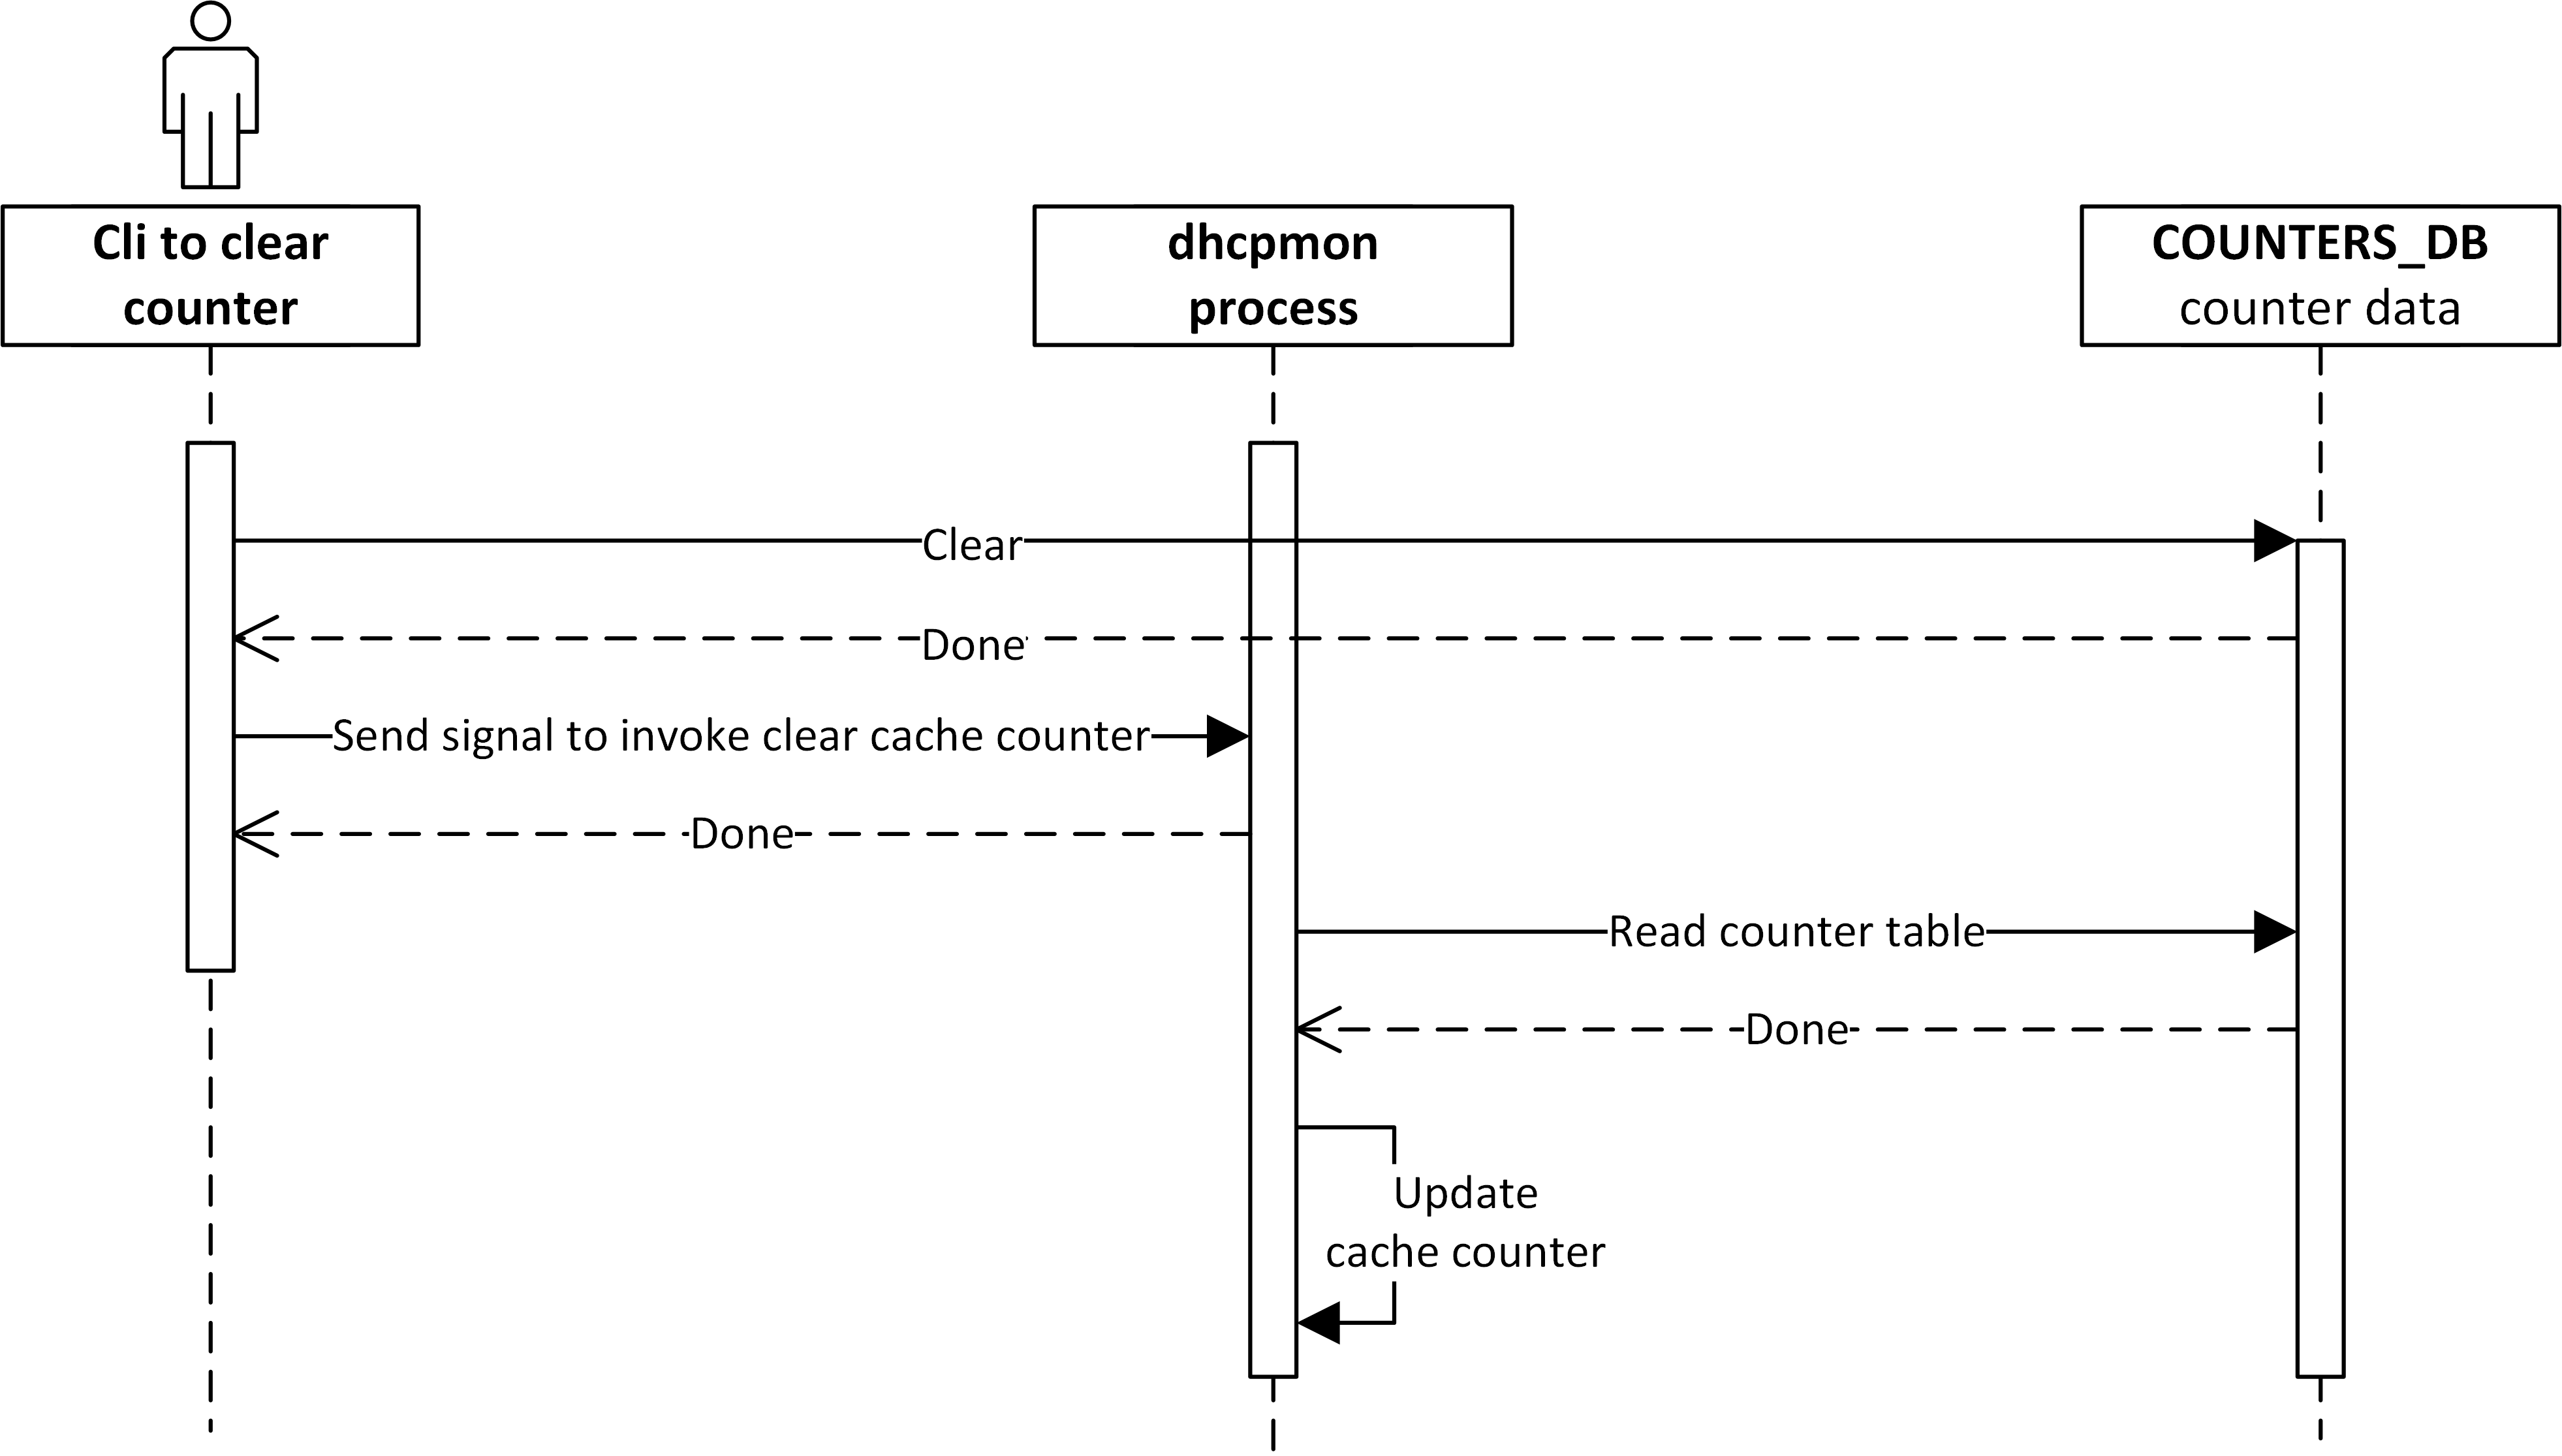 Cli to clear
counter
dhcpmon
process
COUNTERS_DB
counter data
Clear
Done
Send signal to invoke clear cache counter
Done
Read counter table
Done
Update
cache counter